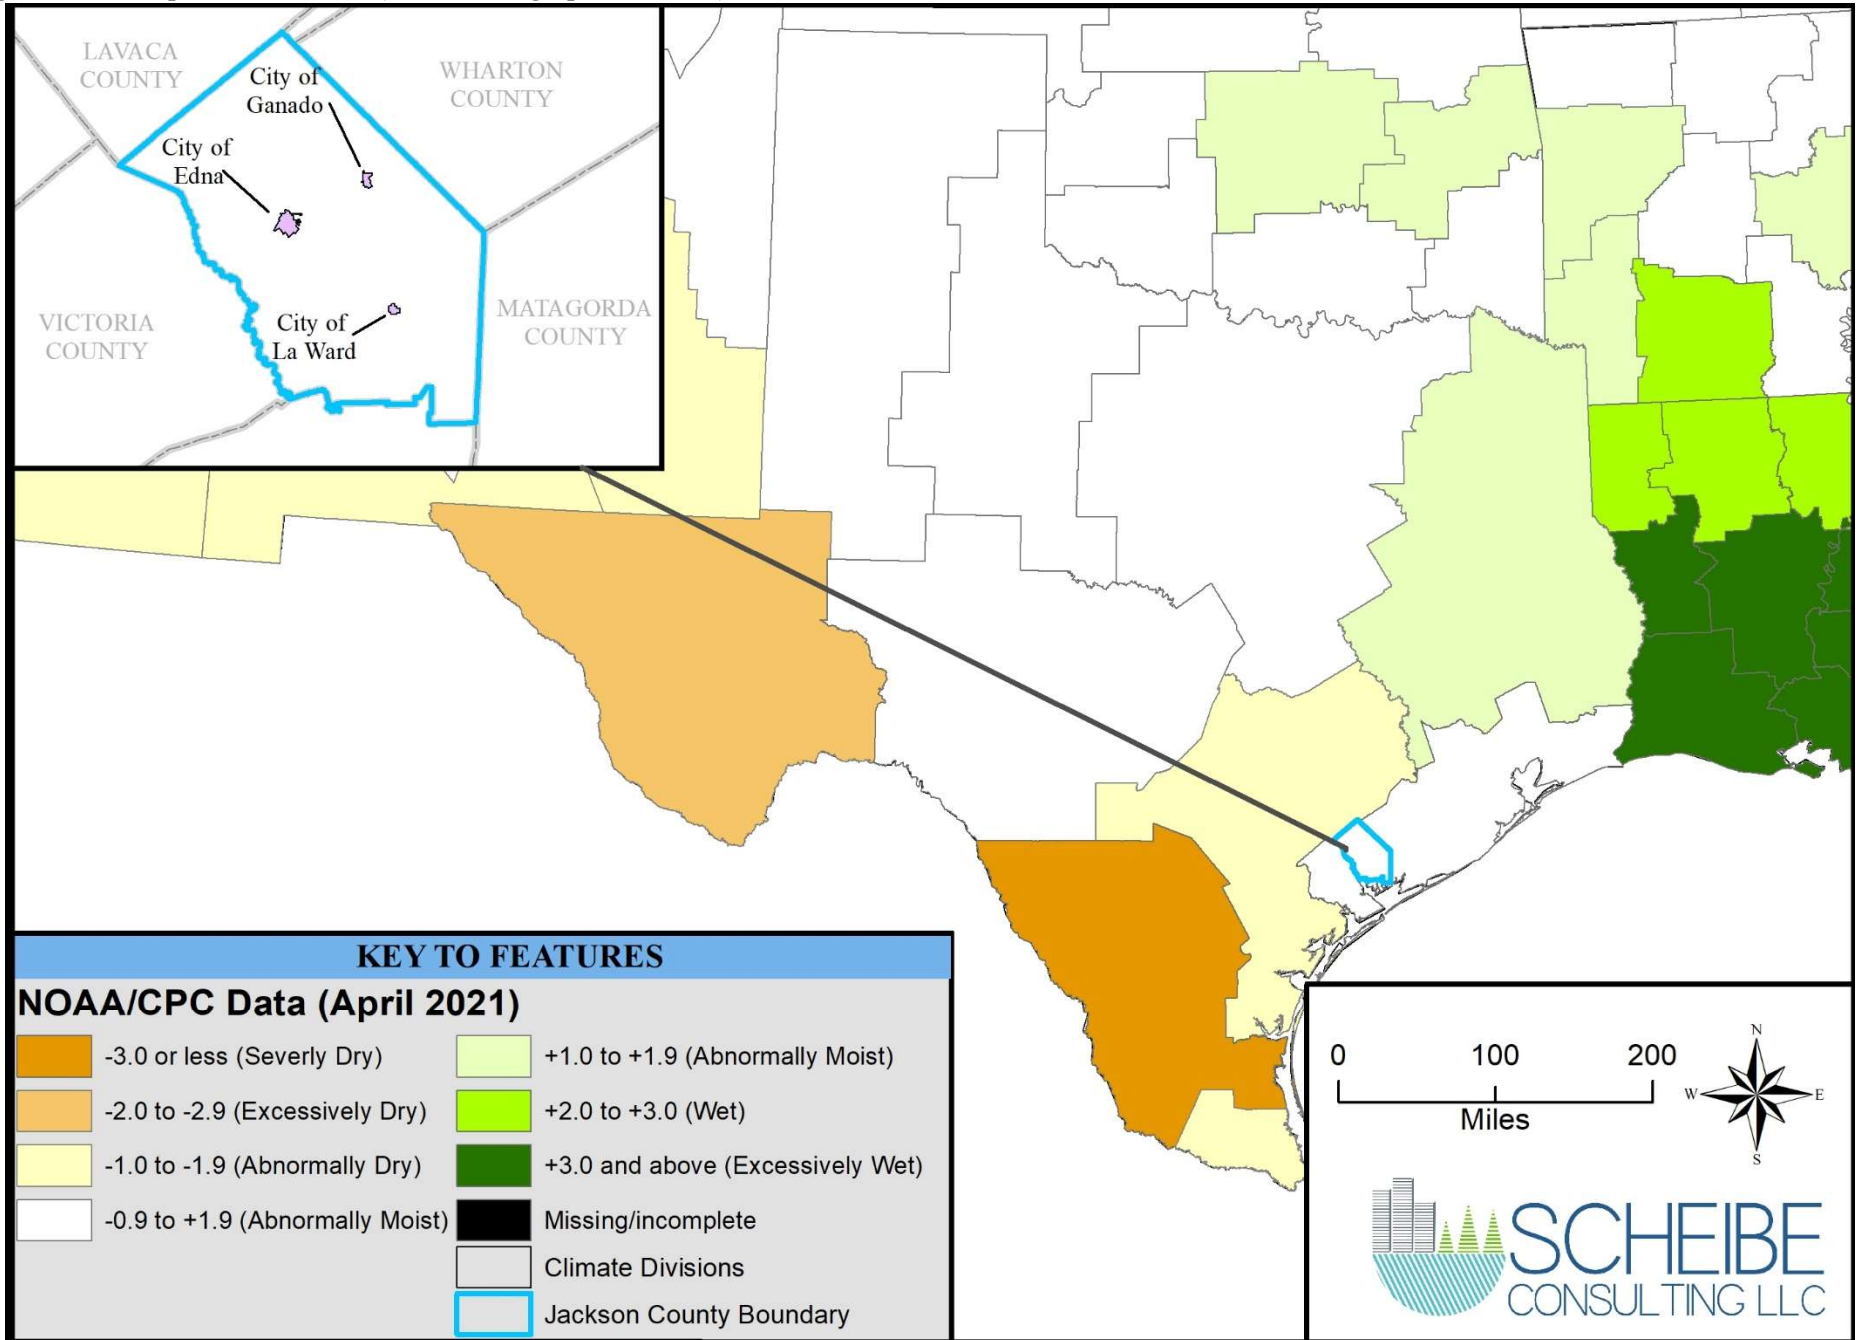 LAVACA
COUNTY
City of
Ganado
WHARTON
COUNTY
City of
Edna
VICTORIA
COUNTY
City of
La Ward
MATAGORDA
COUNTY
KEY TO FEATURES
NOAA/CPC Data (April 2021)
-3.0 or less (Severly Dry)
-2.0 to -2.9 (Excessively Dry)
-1.0 to -1.9 (Abnormally Dry)
-0.9 to +1.9 (Abnormally Moist)
+1.0 to +1.9 (Abnormally Moist)
+2.0 to +3.0 (Wet)
+3.0 and above (Excessively Wet)
Missing/incomplete
Climate Divisions
Jackson County Boundary
0 100 200
Miles
N
W E
S
SCHEIBE
CONSULTING LLC